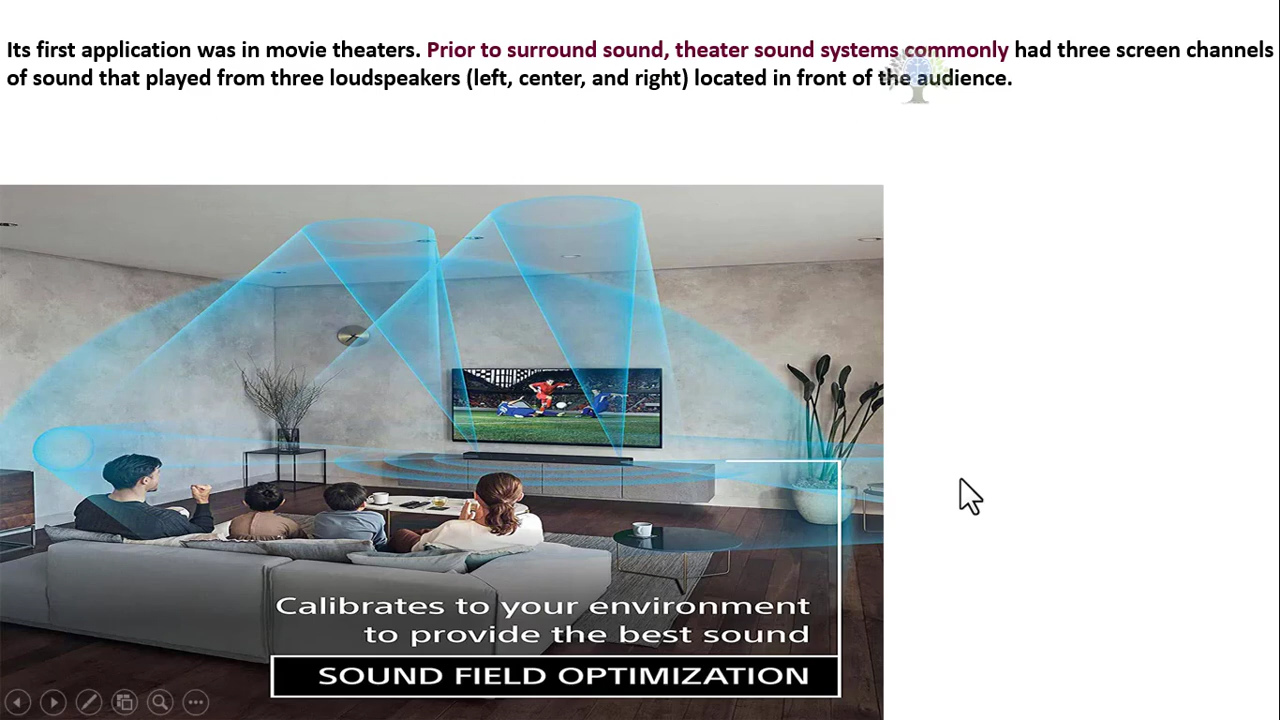 Its first application was in movie theaters. Prior to surround sound, theater sound systems commonly had three screen channels
of sound that played from three loudspeakers (left, center, and right) located in front of the audience.
Calibrates to your environment
to provide the best sound
SOUND FIELD OPTIMIZATION